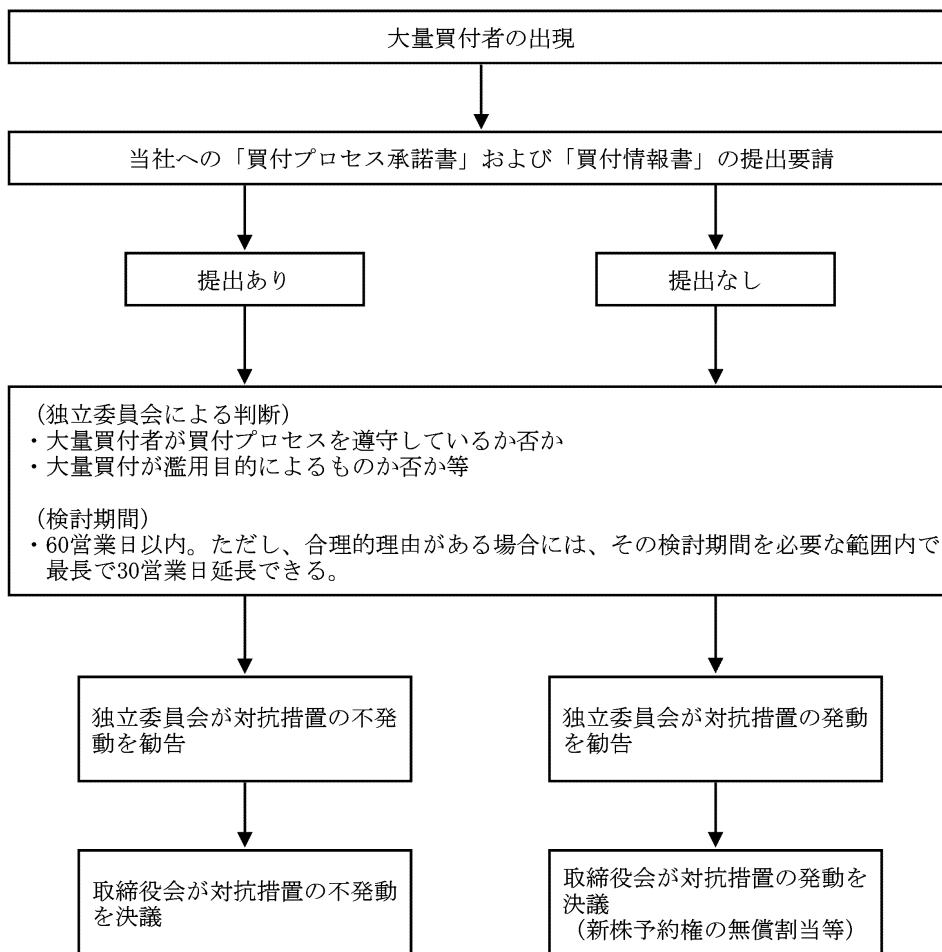 大量買付者の出現
当社への「買付プロセス承諾書」および「買付情報書」の提出要請
提出あり
提出なし
（独立委員会による判断）
・大量買付者が買付プロセスを遵守しているか否か
・大量買付が濫用目的によるものか否か等
（検討期間）
・60営業日以内。ただし、合理的理由がある場合には、その検討期間を必要な範囲内で
最長で30営業日延長できる。
独立委員会が対抗措置の不発
動を勧告
独立委員会が対抗措置の発動
を勧告
取締役会が対抗措置の不発動
を決議
取締役会が対抗措置の発動を
決議
（新株予約権の無償割当等）